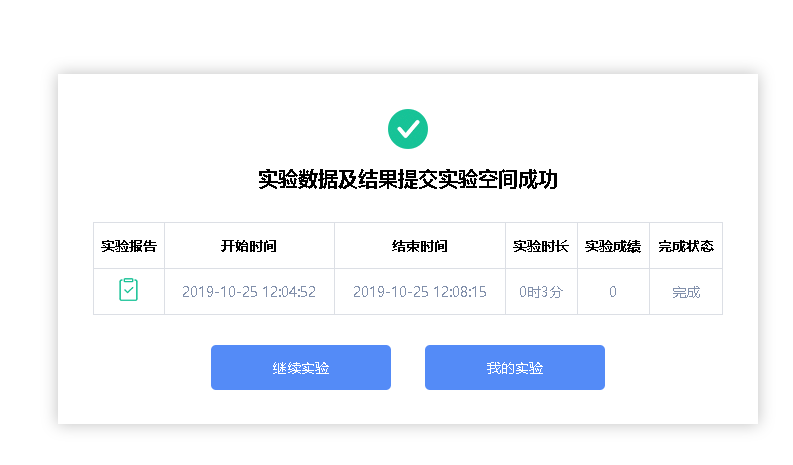 实验数据及结果提交实验空间成功
实验报告 开始时间 结束时间 实验时长 实验成绩 完成状态
2019-10-25 12:04:52 2019-10-25 12:08:15 0时3分 0 完成
继续实验 我的实验